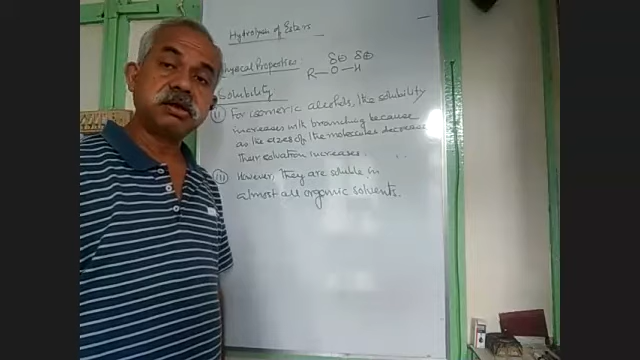 Hydrolysis of Esters
Physical Properties
δ⊖ δ⊕
R—O—H
Solubility
(ii) For isomeric alcohols, the solubility
increases with branching because
as the sizes of the molecules decrease
their solvation increases.
(iii) However, they are soluble in
almost all organic solvents.